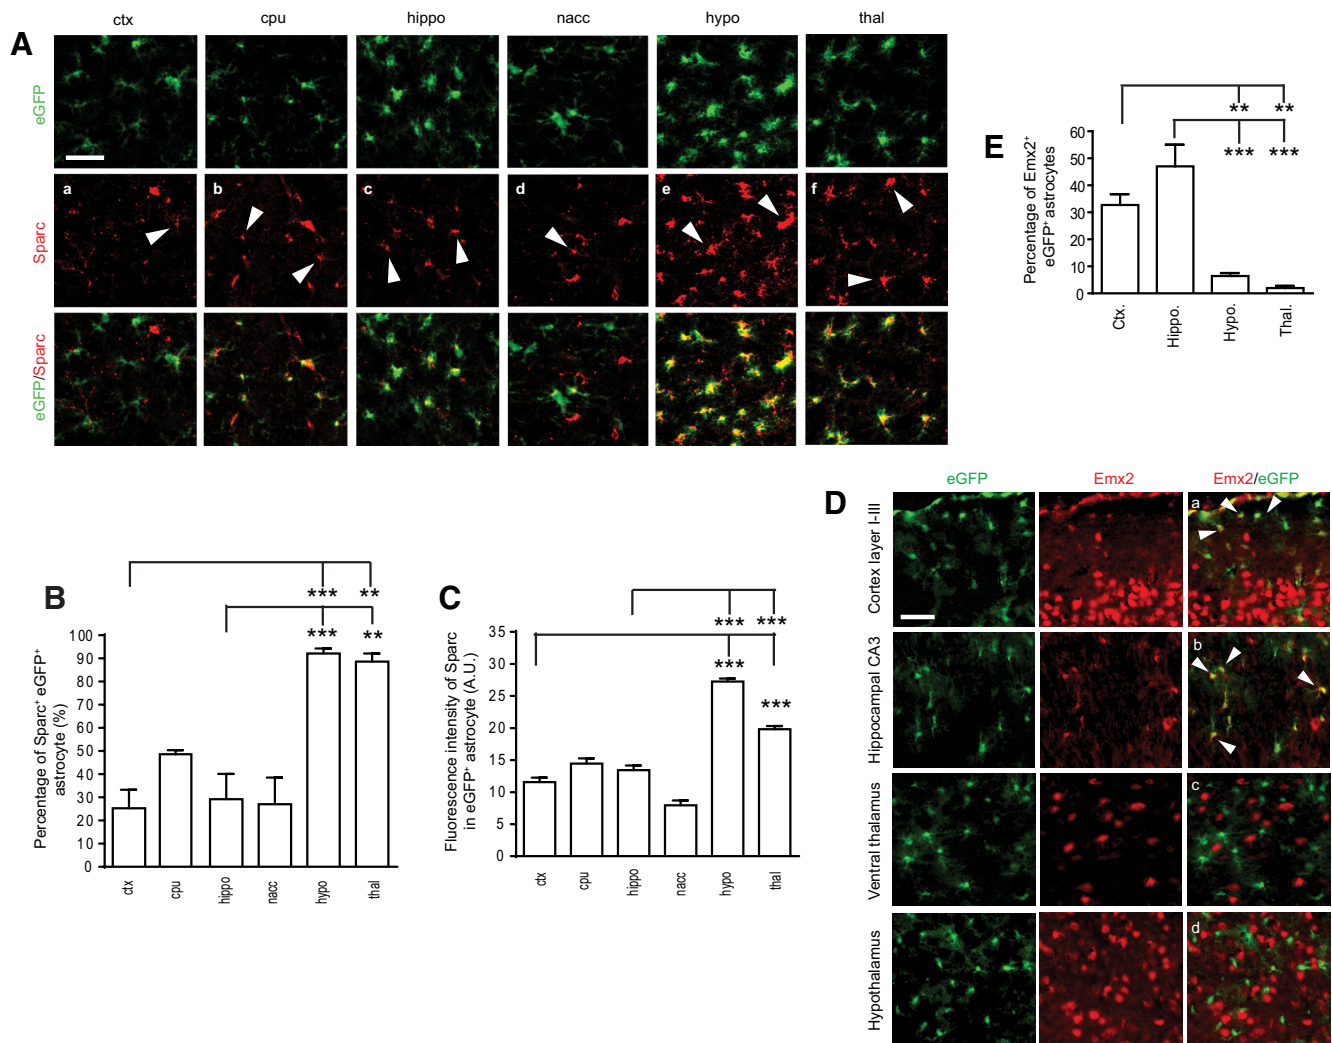 A
ctx cpu hippo nacc hypo thal
eGFP
Sparc
a b c d e f
eGFP/Sparc
B
Percentage of Sparc⁺ eGFP⁺
astrocyte (%)
*** **
*** **
100
90
80
70
60
50
40
30
20
10
0
ctx cpu hippo nacc hypo thal
C
Fluorescence intensity of Sparc
in eGFP⁺ astrocyte (A.U.)
*** ***
***
***
35
30
25
20
15
10
5
0
ctx cpu hippo nacc hypo thal
E
Percentage of Emx2⁺
eGFP⁺ astrocytes
** **
*** ***
60
50
40
30
20
10
0
Ctx. Hippo. Hypo. Thal.
D
eGFP Emx2 Emx2/eGFP
Cortex layer I-III
a
Hippocampal CA3
b
Ventral thalamus
c
Hypothalamus
d